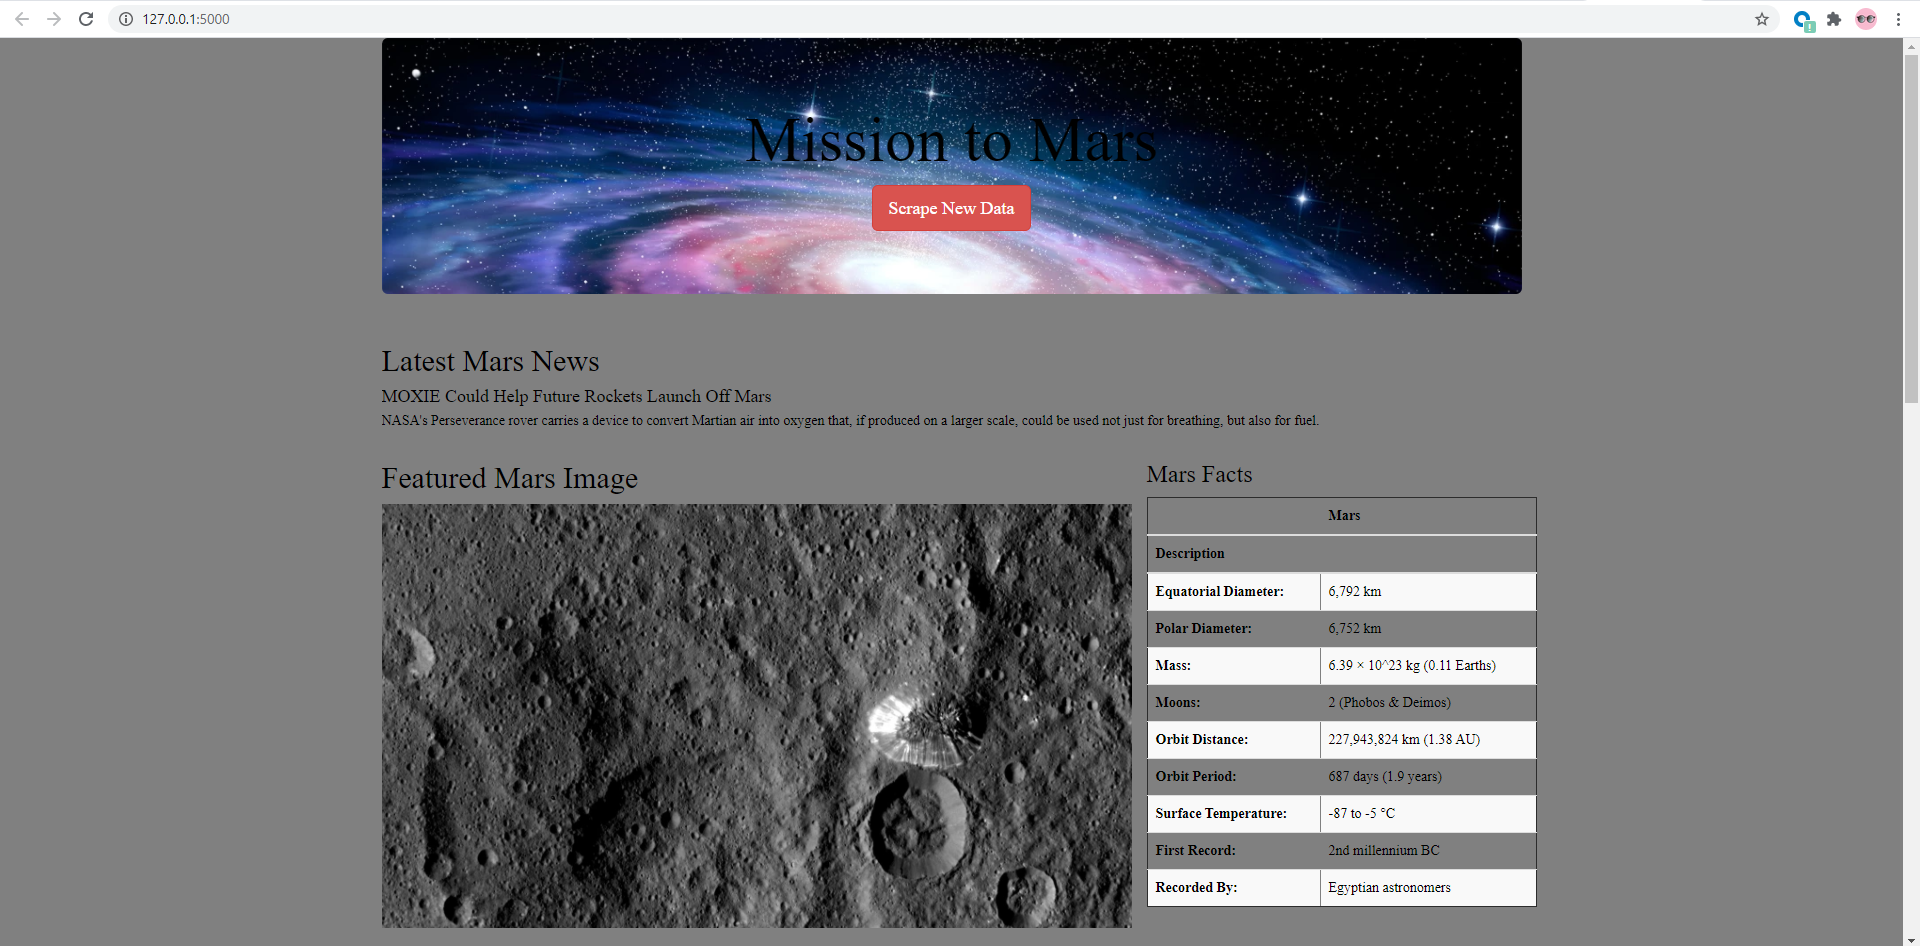 127.0.0.1:5000
Mission to Mars
Scrape New Data
Latest Mars News
MOXIE Could Help Future Rockets Launch Off Mars
NASA's Perseverance rover carries a device to convert Martian air into oxygen that, if produced on a larger scale, could be used not just for breathing, but also for fuel.
Featured Mars Image
Mars Facts
Mars
Description
Equatorial Diameter: 6,792 km
Polar Diameter: 6,752 km
Mass: 6.39 × 10^23 kg (0.11 Earths)
Moons: 2 (Phobos & Deimos)
Orbit Distance: 227,943,824 km (1.38 AU)
Orbit Period: 687 days (1.9 years)
Surface Temperature: -87 to -5 °C
First Record: 2nd millennium BC
Recorded By: Egyptian astronomers